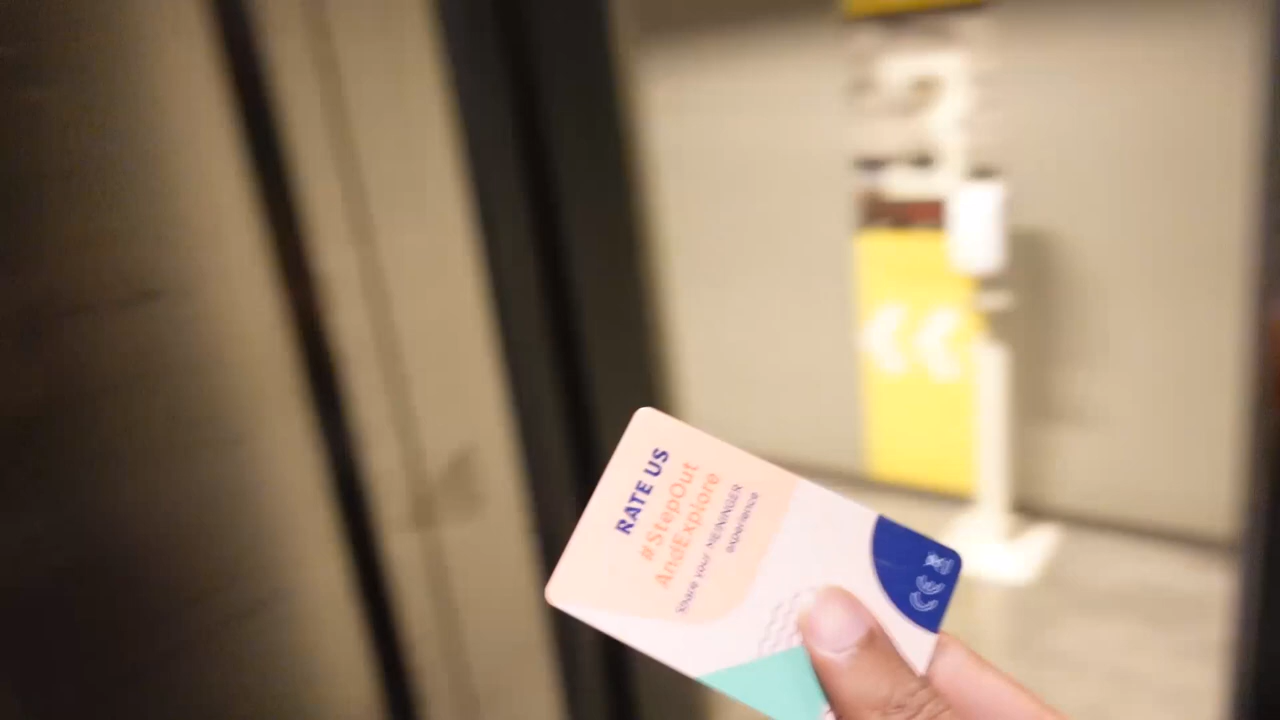 RATE US
#StepOut
AndExplore
Share your MEININGER
experience